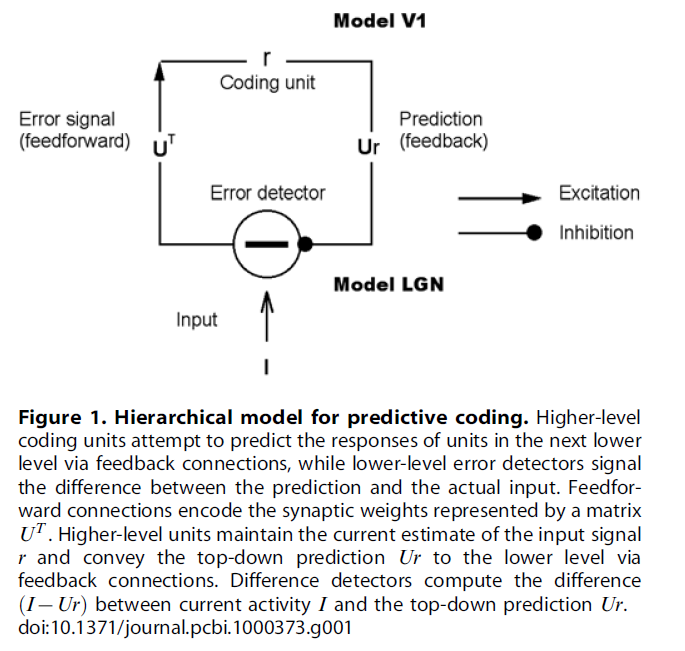 Model V1
r
Coding unit
Error signal
(feedforward)
U^T
Prediction
(feedback)
Ur
Error detector
Excitation
Inhibition
Model LGN
Input
I
Figure 1. Hierarchical model for predictive coding. Higher-level
coding units attempt to predict the responses of units in the next lower
level via feedback connections, while lower-level error detectors signal
the difference between the prediction and the actual input. Feedfor-
ward connections encode the synaptic weights represented by a matrix
U^T. Higher-level units maintain the current estimate of the input signal
r and convey the top-down prediction Ur to the lower level via
feedback connections. Difference detectors compute the difference
(I−Ur) between current activity I and the top-down prediction Ur.
doi:10.1371/journal.pcbi.1000373.g001